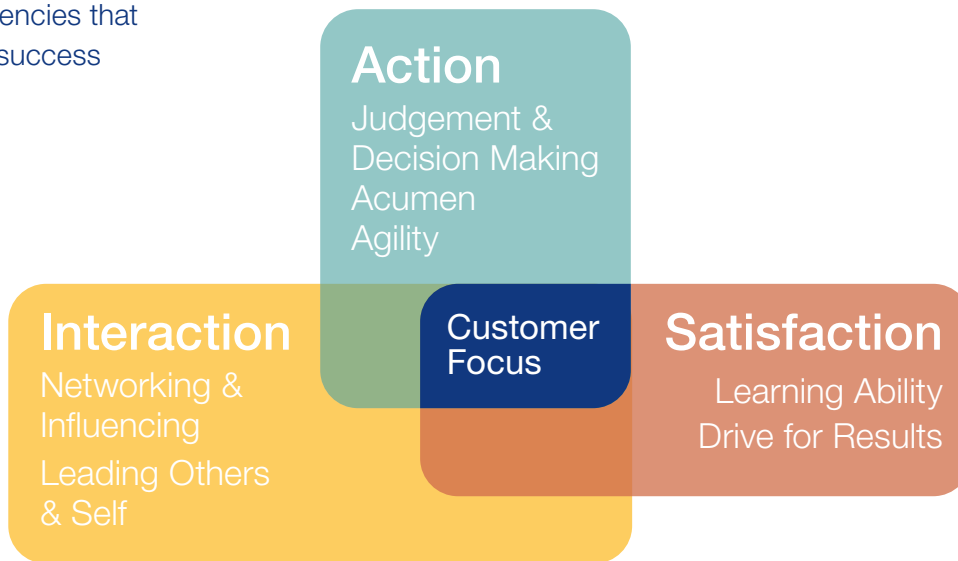 encies that
success
Action
Judgement &
Decision Making
Acumen
Agility
Interaction
Networking &
Influencing
Leading Others
& Self
Customer
Focus
Satisfaction
Learning Ability
Drive for Results